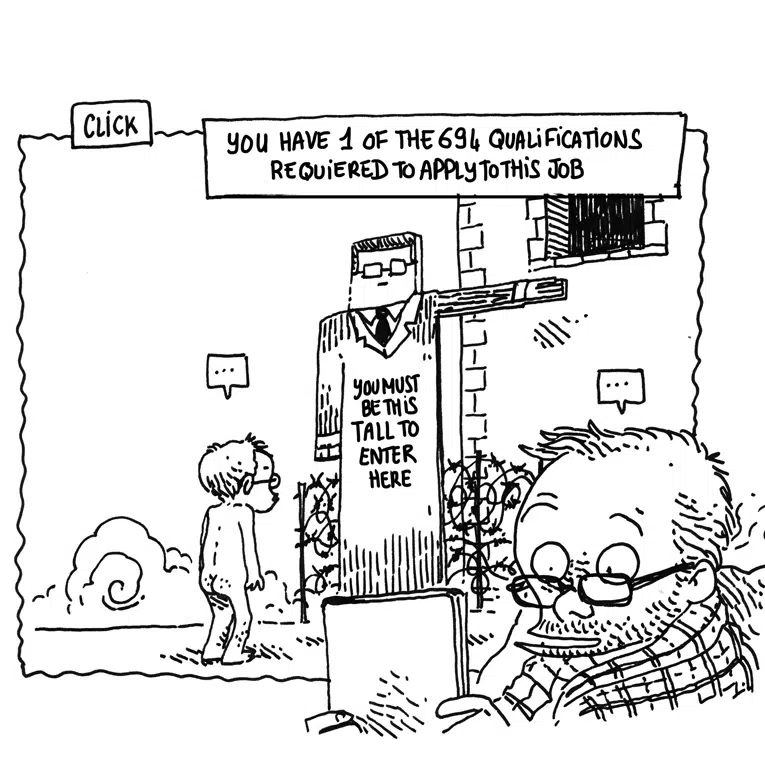 CLiCK
YOU HAVE 1 OF THE 694 QUALiFiCATiONS
REQUiERED TO APPLY TO THiS JOB
...
...
YOU MUST
BE THiS
TALL TO
ENTER
HERE